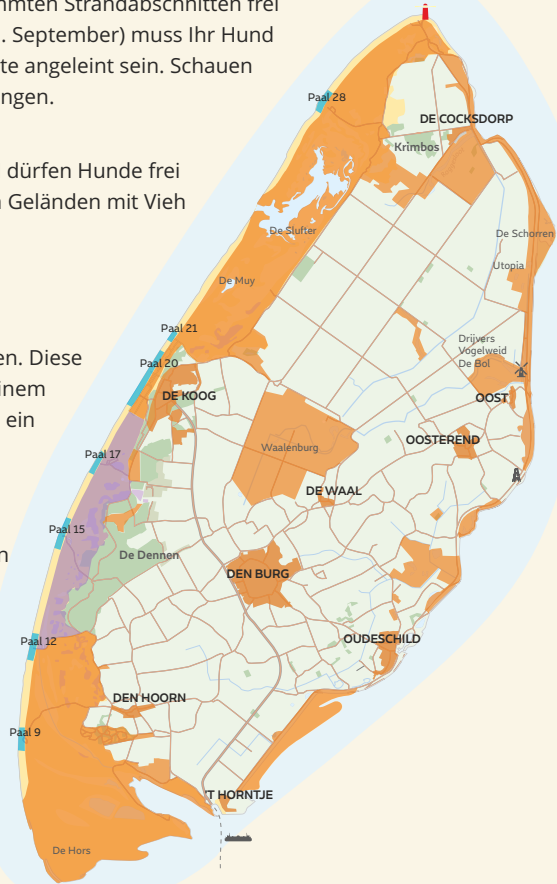 mmten Strandabschnitten frei
. September) muss Ihr Hund
te angeleint sein. Schauen
ngen.
dürfen Hunde frei
Geländen mit Vieh
en. Diese
inem
ein
n
Paal 28
DE COCKSDORP
Krimbos
De Slufter
De Schorren
Utopia
De Muy
Paal 21
Paal 20
Drijvers
Vogelweid
De Bol
DE KOOG
OOST
Waalenburg
OOSTEREND
Paal 17
DE WAAL
Paal 15
De Dennen
DEN BURG
Paal 12
OUDESCHILD
DEN HOORN
Paal 9
'T HORNTJE
De Hors